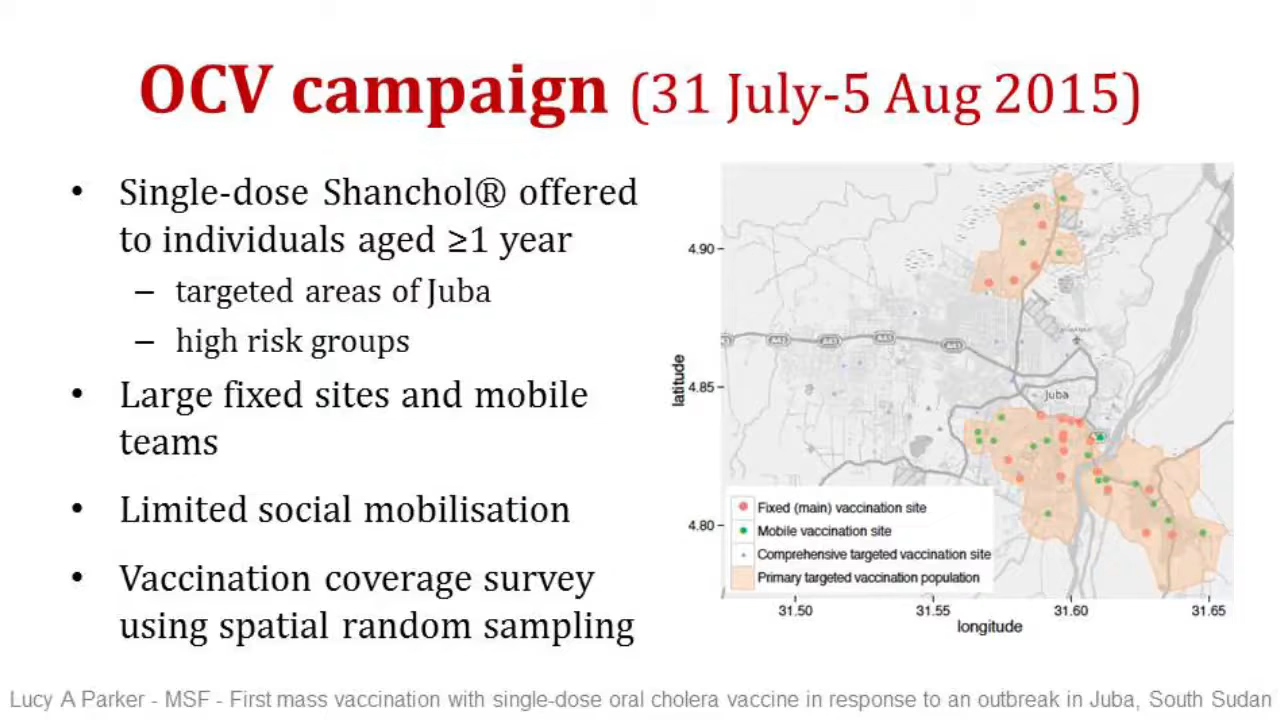 OCV campaign (31 July-5 Aug 2015)
• Single-dose Shanchol® offered
to individuals aged ≥1 year
– targeted areas of Juba
– high risk groups
• Large fixed sites and mobile
teams
• Limited social mobilisation
• Vaccination coverage survey
using spatial random sampling
latitude
4.90
4.85
4.80
A43
A43
A43
Juba
Fixed (main) vaccination site
Mobile vaccination site
Comprehensive targeted vaccination site
Primary targeted vaccination population
31.50
31.55
31.60
31.65
longitude
Lucy A Parker - MSF - First mass vaccination with single-dose oral cholera vaccine in response to an outbreak in Juba, South Sudan